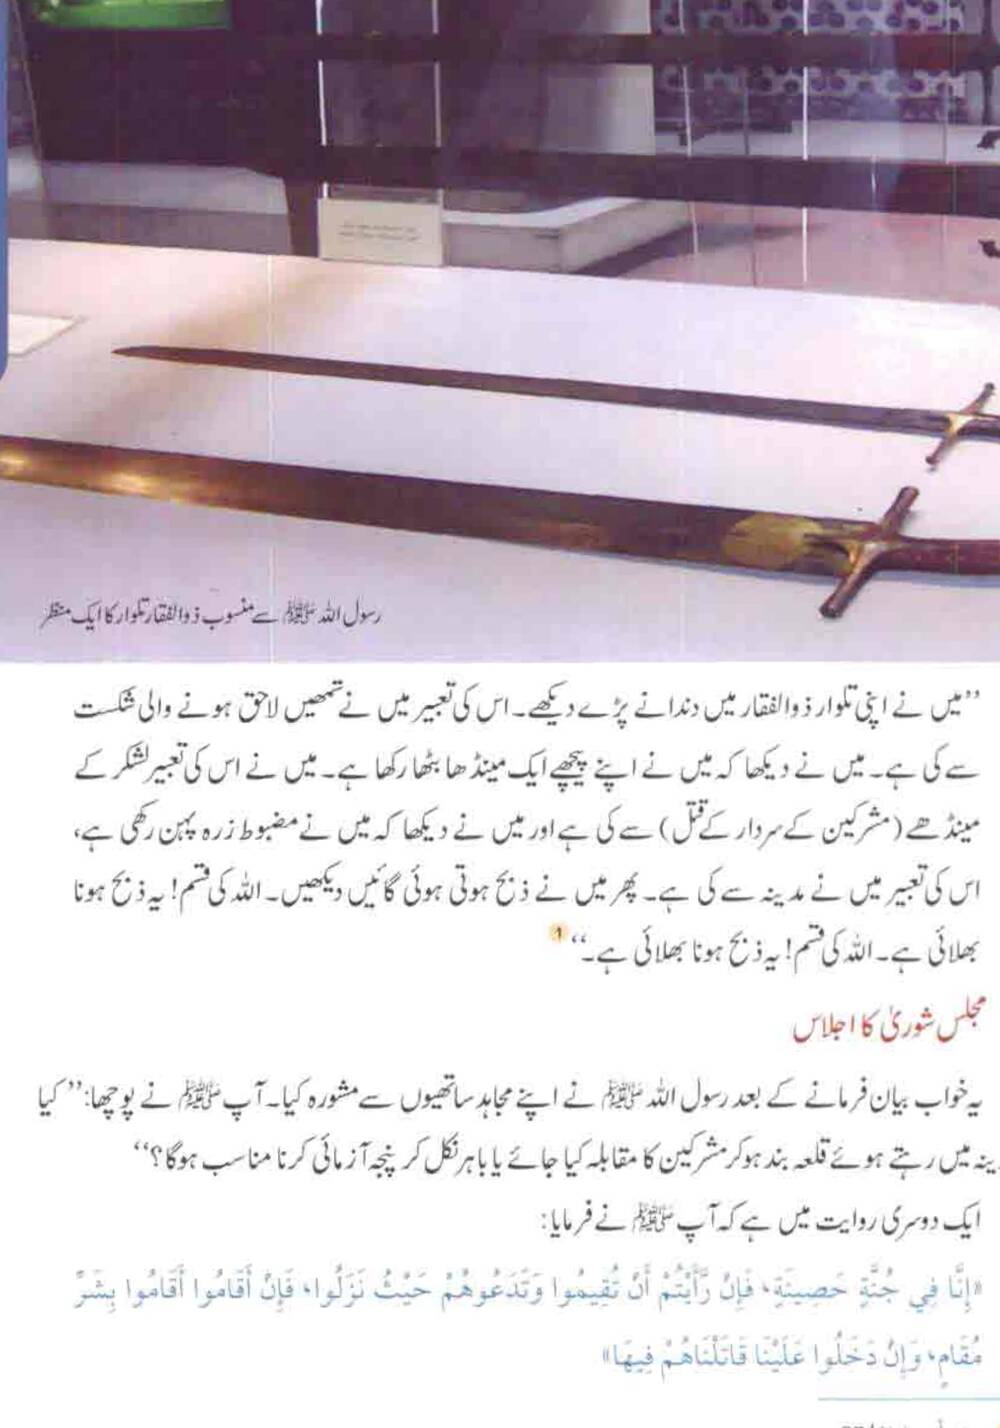 رسول اللہ ﷺ سے منسوب ذوالفقار تلوار کا ایک منظر
’’میں نے اپنی تلوار ذوالفقار میں دندانے پڑے دیکھے۔ اس کی تعبیر میں نے تمھیں لاحق ہونے والی شکست
سے کی ہے۔ میں نے دیکھا کہ میں نے اپنے پیچھے ایک مینڈھا بٹھا رکھا ہے۔ میں نے اس کی تعبیر لشکر کے
مینڈھے (مشرکین کے سردار کے قتل) سے کی ہے اور میں نے دیکھا کہ میں نے مضبوط زرہ پہن رکھی ہے،
اس کی تعبیر میں نے مدینہ سے کی ہے۔ پھر میں نے ذبح ہوتی ہوئی گائیں دیکھیں۔ اللہ کی قسم! یہ ذبح ہونا
بھلائی ہے۔ اللہ کی قسم! یہ ذبح ہونا بھلائی ہے۔‘‘ 1
مجلس شوریٰ کا اجلاس
یہ خواب بیان فرمانے کے بعد رسول اللہ ﷺ نے اپنے مجاہد ساتھیوں سے مشورہ کیا۔ آپ ﷺ نے پوچھا: ’’کیا
ینہ میں رہتے ہوئے قلعہ بند ہو کر مشرکین کا مقابلہ کیا جائے یا باہر نکل کر پنجہ آزمائی کرنا مناسب ہوگا؟‘‘
ایک دوسری روایت میں ہے کہ آپ ﷺ نے فرمایا:
«إِنَّا فِي جُنَّةٍ حَصِينَةٍ، فَإِنْ رَّأَيْتُمْ أَنْ تُقِيمُوا وَتَدَعُوهُمْ حَيْثُ نَزَلُوا، فَإِنْ أَقَامُوا أَقَامُوا بِشَرِّ
مُقَامٍ، وَإِنْ دَخَلُوا عَلَيْنَا قَاتَلْنَاهُمْ فِيهَا»